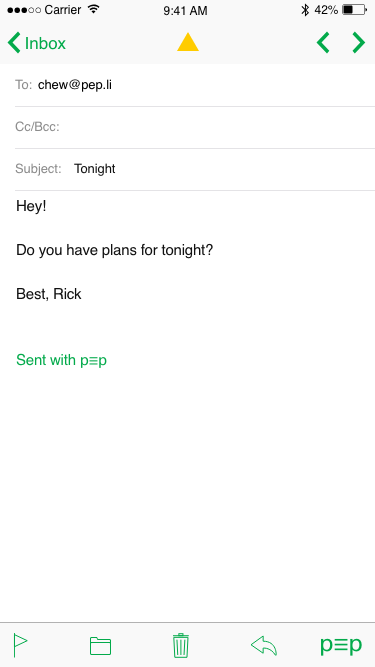 Carrier 9:41 AM 42%
Inbox
To: chew@pep.li
Cc/Bcc:
Subject: Tonight
Hey!
Do you have plans for tonight?
Best, Rick
Sent with p≡p
p≡p